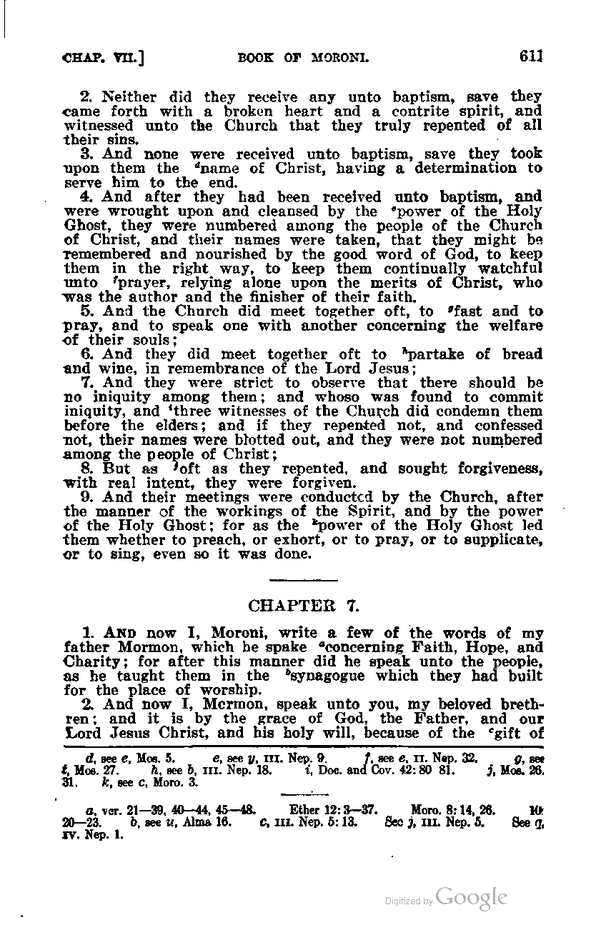 CHAP. VII.] BOOK OF MORONI. 611
2. Neither did they receive any unto baptism, save they
came forth with a broken heart and a contrite spirit, and
witnessed unto the Church that they truly repented of all
their sins.
3. And none were received unto baptism, save they took
upon them the dname of Christ, having a determination to
serve him to the end.
4. And after they had been received unto baptism, and
were wrought upon and cleansed by the epower of the Holy
Ghost, they were numbered among the people of the Church
of Christ, and their names were taken, that they might be
remembered and nourished by the good word of God, to keep
them in the right way, to keep them continually watchful
unto fprayer, relying alone upon the merits of Christ, who
was the author and the finisher of their faith.
5. And the Church did meet together oft, to gfast and to
pray, and to speak one with another concerning the welfare
of their souls;
6. And they did meet together oft to hpartake of bread
and wine, in remembrance of the Lord Jesus;
7. And they were strict to observe that there should be
no iniquity among them; and whoso was found to commit
iniquity, and ithree witnesses of the Church did condemn them
before the elders; and if they repented not, and confessed
not, their names were blotted out, and they were not numbered
among the people of Christ;
8. But as joft as they repented, and sought forgiveness,
with real intent, they were forgiven.
9. And their meetings were conducted by the Church, after
the manner of the workings of the Spirit, and by the power
of the Holy Ghost; for as the kpower of the Holy Ghost led
them whether to preach, or exhort, or to pray, or to supplicate,
or to sing, even so it was done.
CHAPTER 7.
1. AND now I, Moroni, write a few of the words of my
father Mormon, which he spake aconcerning Faith, Hope, and
Charity; for after this manner did he speak unto the people,
as he taught them in the bsynagogue which they had built
for the place of worship.
2. And now I, Mormon, speak unto you, my beloved breth-
ren; and it is by the grace of God, the Father, and our
Lord Jesus Christ, and his holy will, because of the cgift of
d, see e, Mos. 5. e, see y, III. Nep. 9. f, see e, II. Nep. 32. g, see
t, Mos. 27. h, see b, III. Nep. 18. i, Doc. and Cov. 42:80 81. j, Mos. 26.
31. k, see c, Moro. 3.
a, ver. 21—39, 40—44, 45—48. Ether 12:3—37. Moro. 8:14, 26. 10:
20—23. b, see u, Alma 16. c, III. Nep. 5:13. See j, III. Nep. 5. See q,
IV. Nep. 1.
Digitized by Google